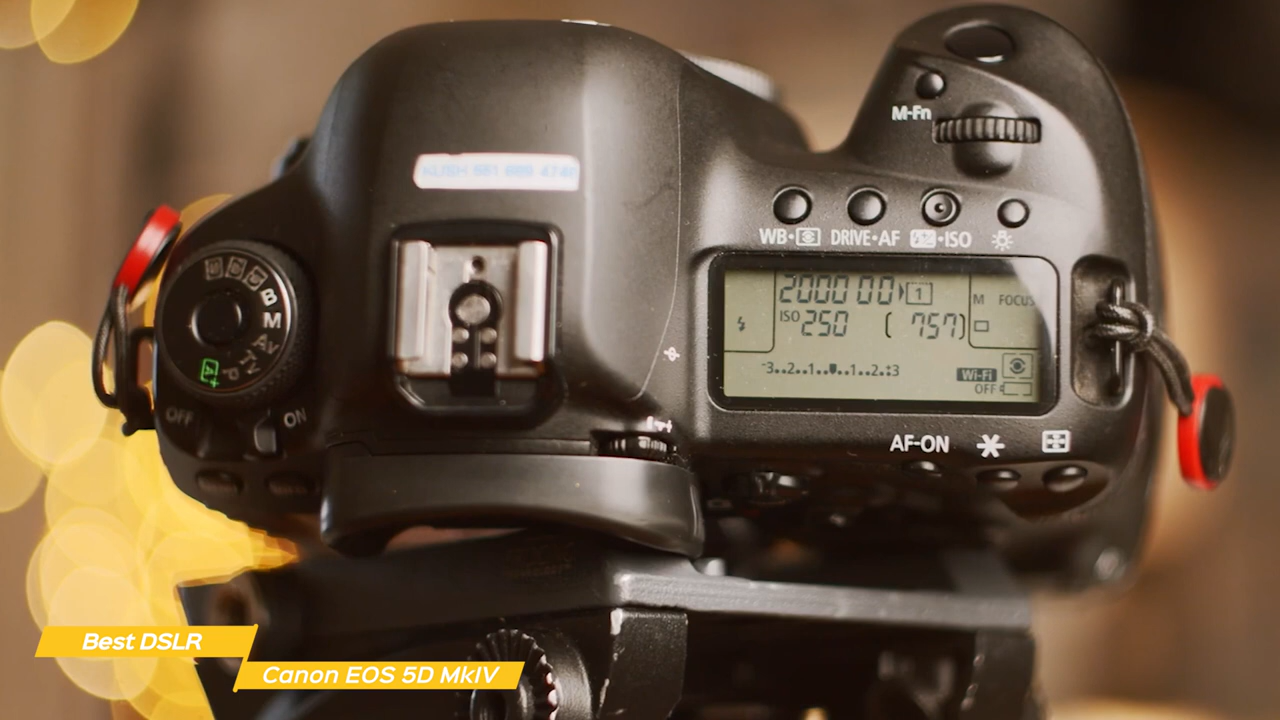 M-Fn
WB•
DRIVE•AF
•ISO
2000 00
1
M FOCUS
ISO 250 ( 757)
-3..2..1..▼..1..2.:3
Wi-Fi
OFF
B
M
Av
Tv
P
A+
OFF
ON
AF-ON
Best DSLR
Canon EOS 5D MkIV